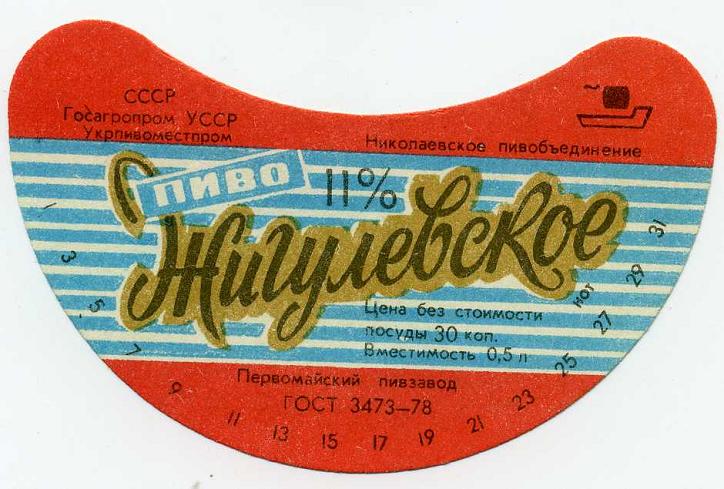 СССР
Госагропром УССР
Укрпивоместпром
Николаевское пивобъединение
ПИВО
11%
Жигулевское
Цена без стоимости
посуды 30 коп.
Вместимость 0,5 л
Первомайский пивзавод
ГОСТ 3473—78
1 3 5 7 9 11 13 15 17 19 21 23 25 27 29 31